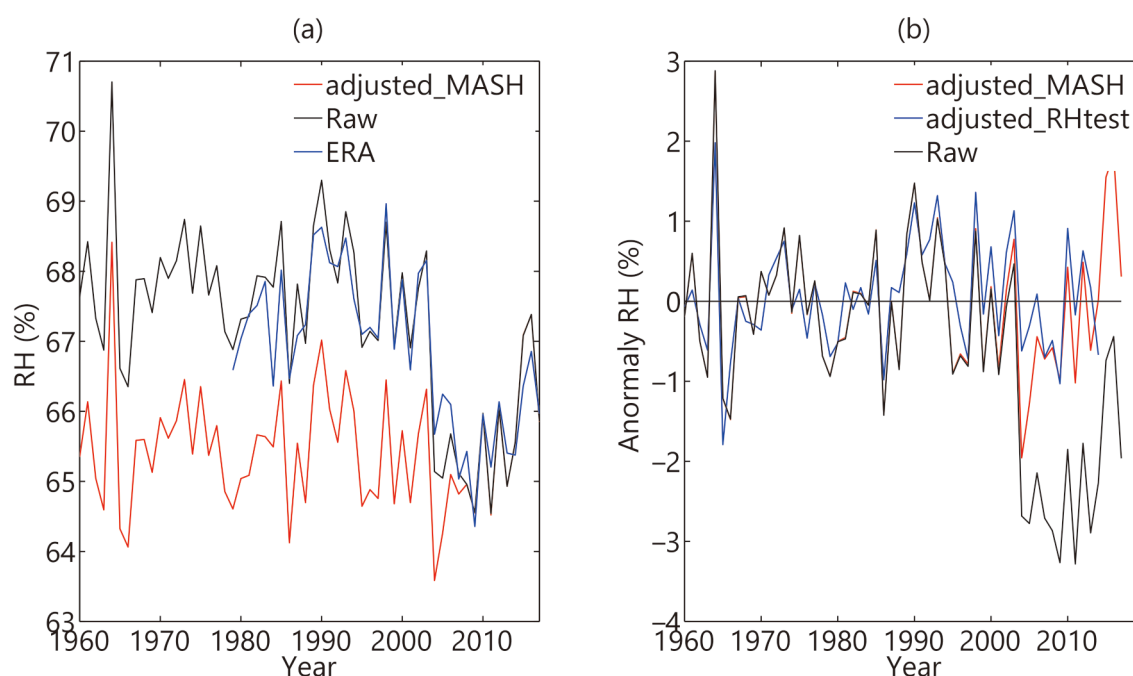 (a)
71
70
69
68
67
66
65
64
63
RH (%)
adjusted_MASH
Raw
ERA
1960 1970 1980 1990 2000 2010
Year
(b)
3
2
1
0
−1
−2
−3
−4
Anormaly RH (%)
adjusted_MASH
adjusted_RHtest
Raw
1960 1970 1980 1990 2000 2010
Year